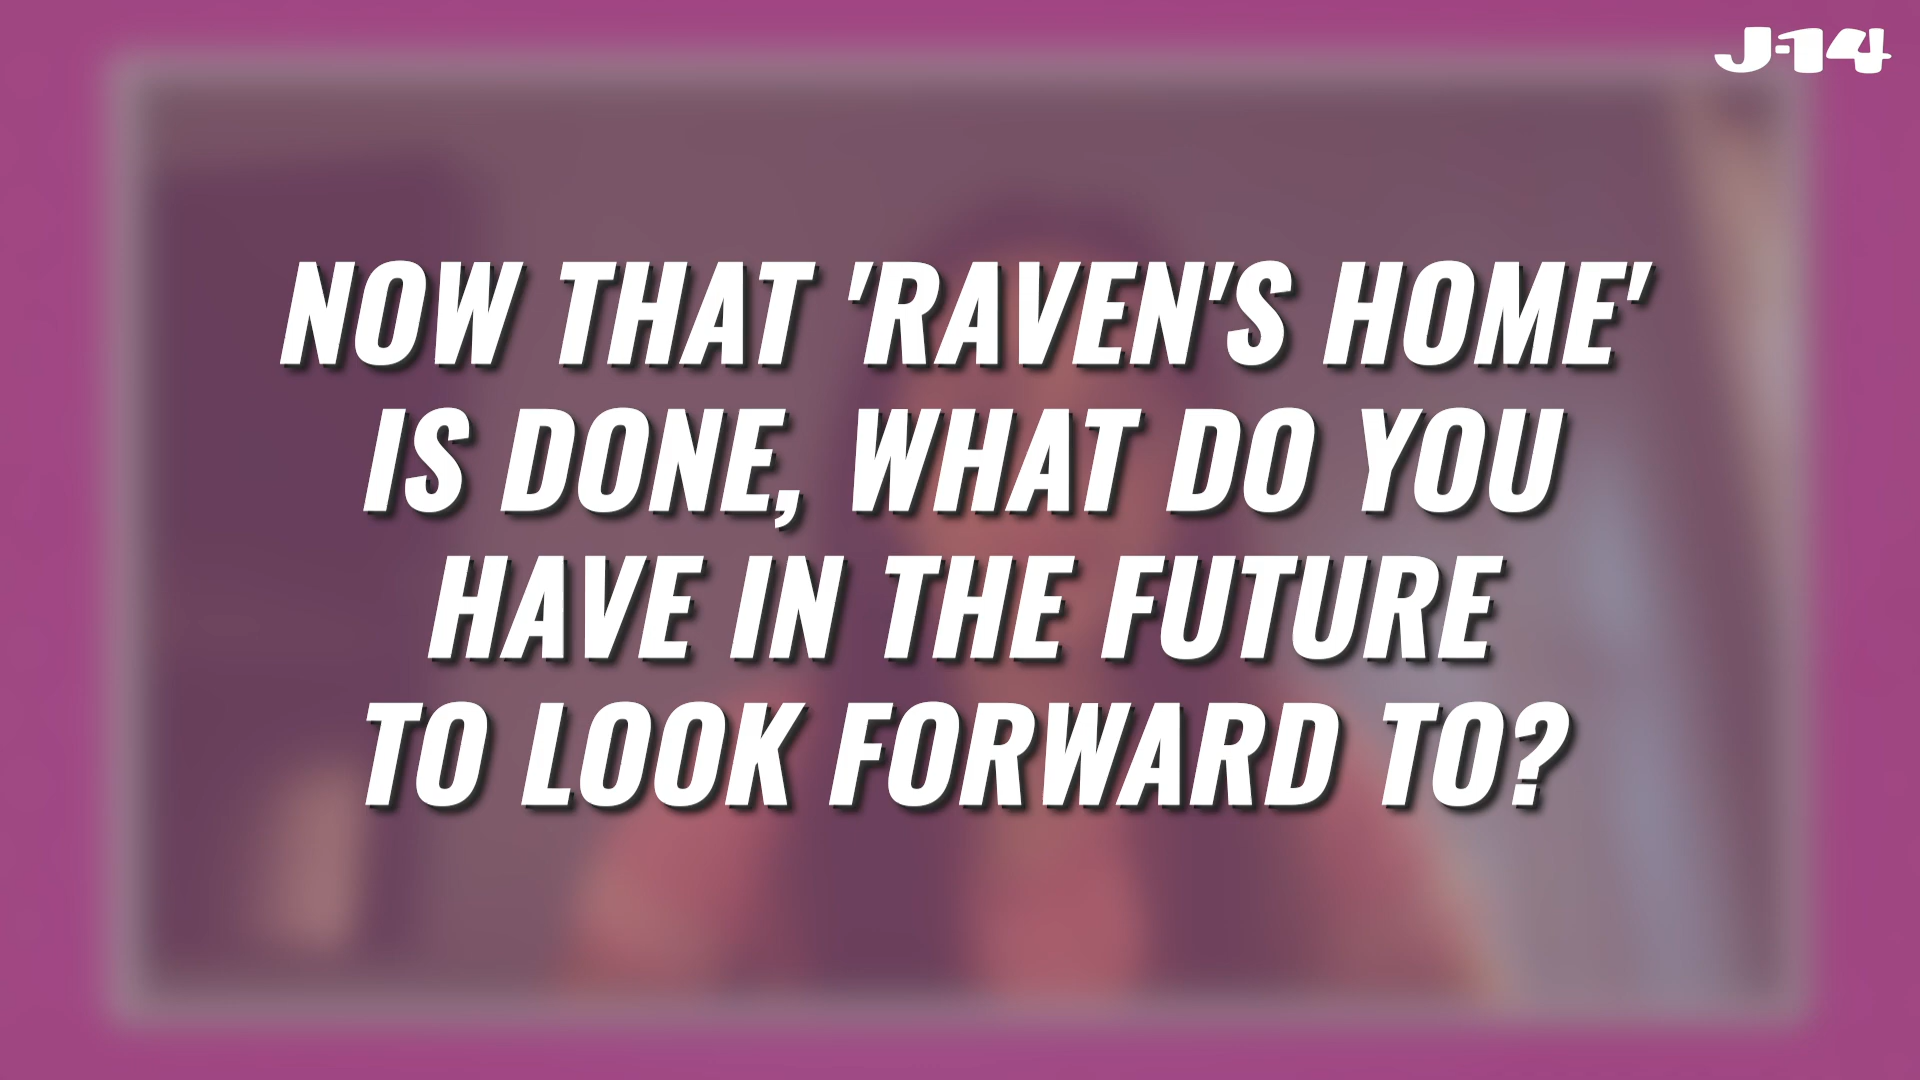 J-14
NOW THAT 'RAVEN'S HOME'
IS DONE, WHAT DO YOU
HAVE IN THE FUTURE
TO LOOK FORWARD TO?